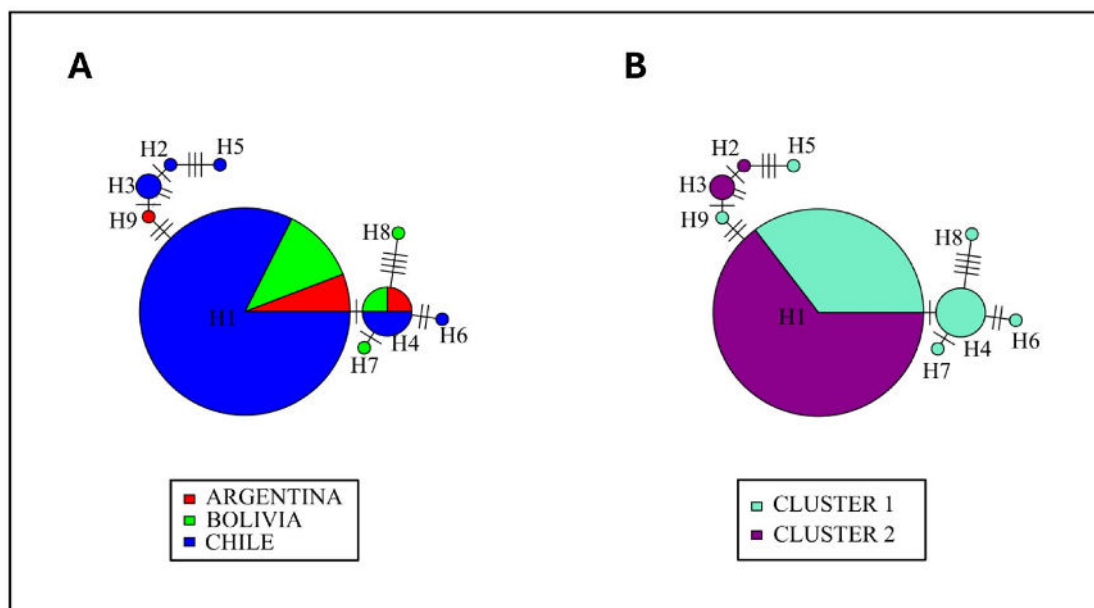 A
H2
H5
H3
H9
H8
H1
H4
H6
H7
ARGENTINA
BOLIVIA
CHILE
B
H2
H5
H3
H9
H8
H1
H4
H6
H7
CLUSTER 1
CLUSTER 2